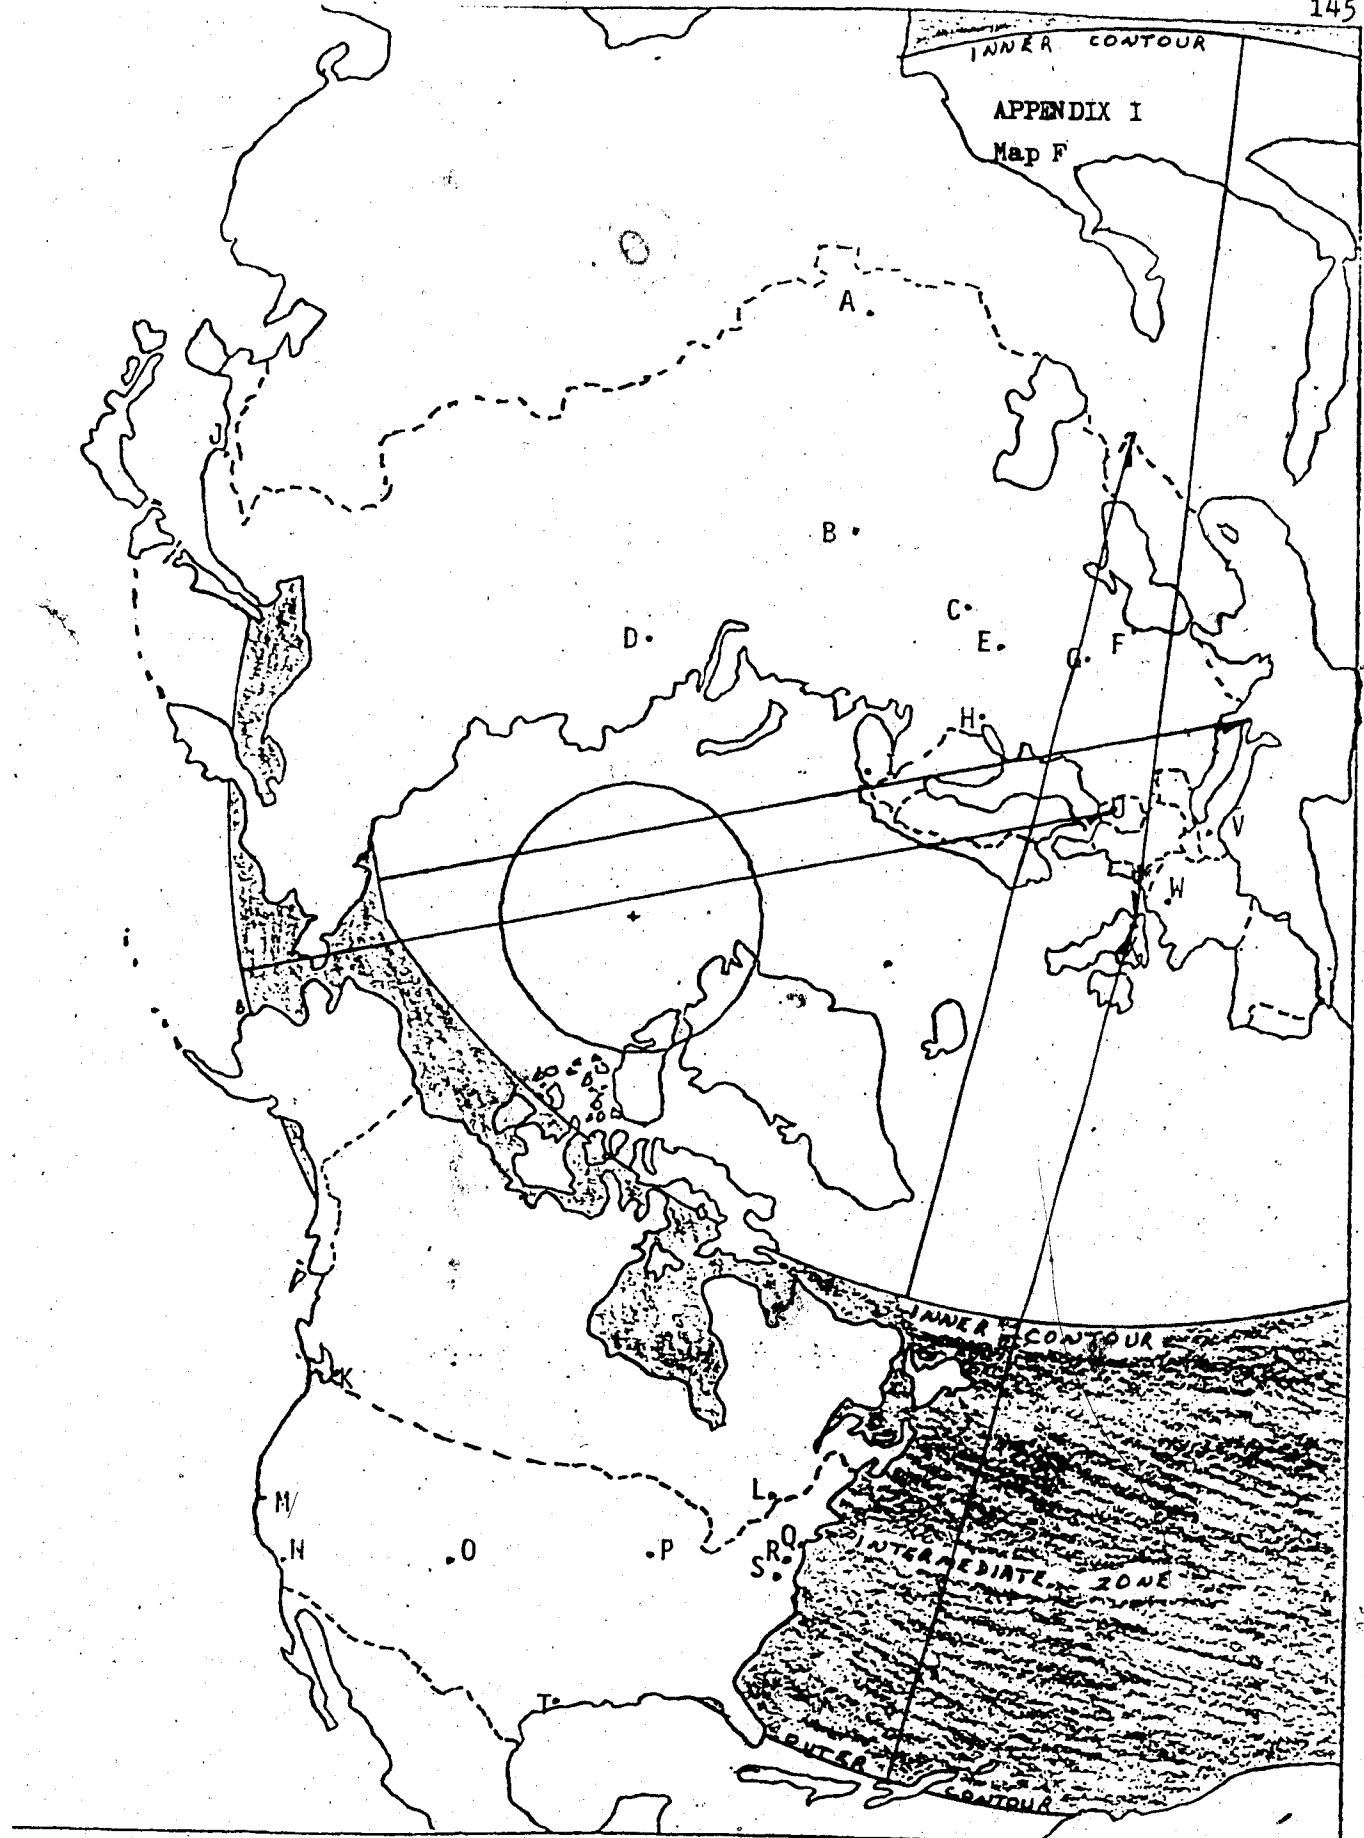 145
INNER CONTOUR
APPENDIX I
Map F
A
J
B
C
D
E
F
G
H
V
W
INNER CONTOUR
K
L
M
N
O
P
Q
R
S
INTERMEDIATE ZONE
T
OUTER CONTOUR